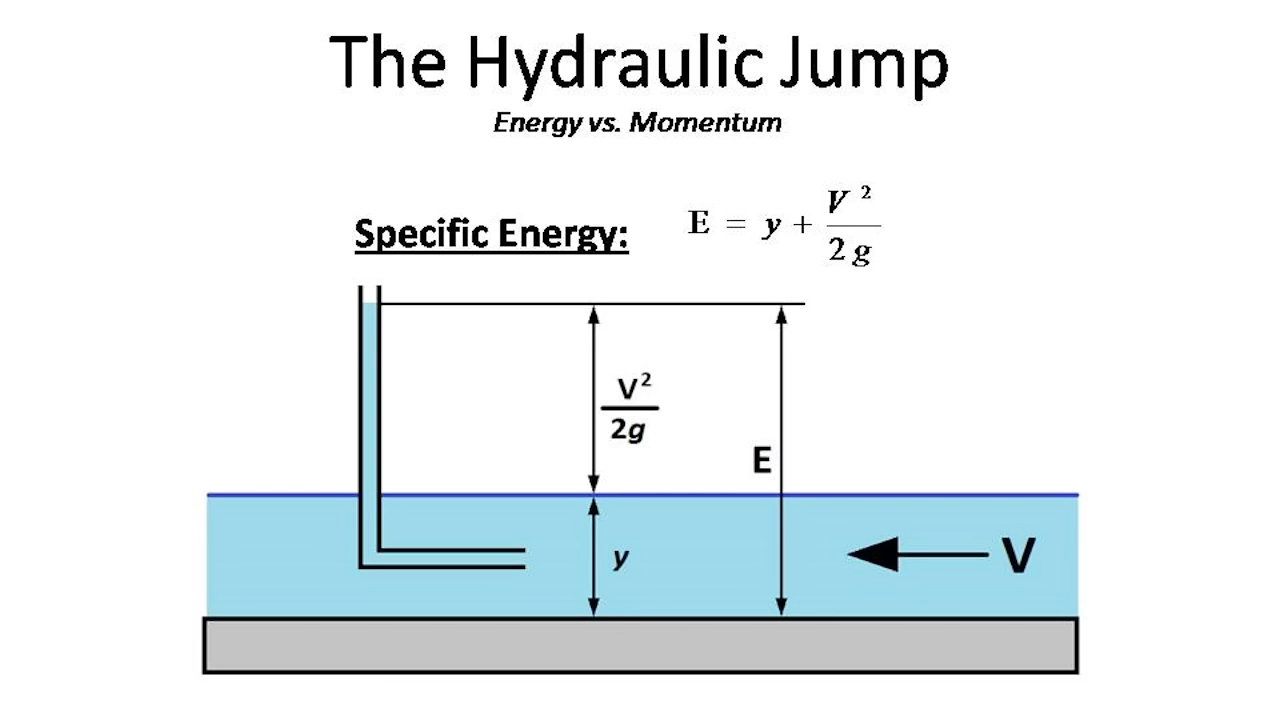 The Hydraulic Jump
Energy vs. Momentum
Specific Energy:
E = y + V²/2g
V²
2g
E
y
V